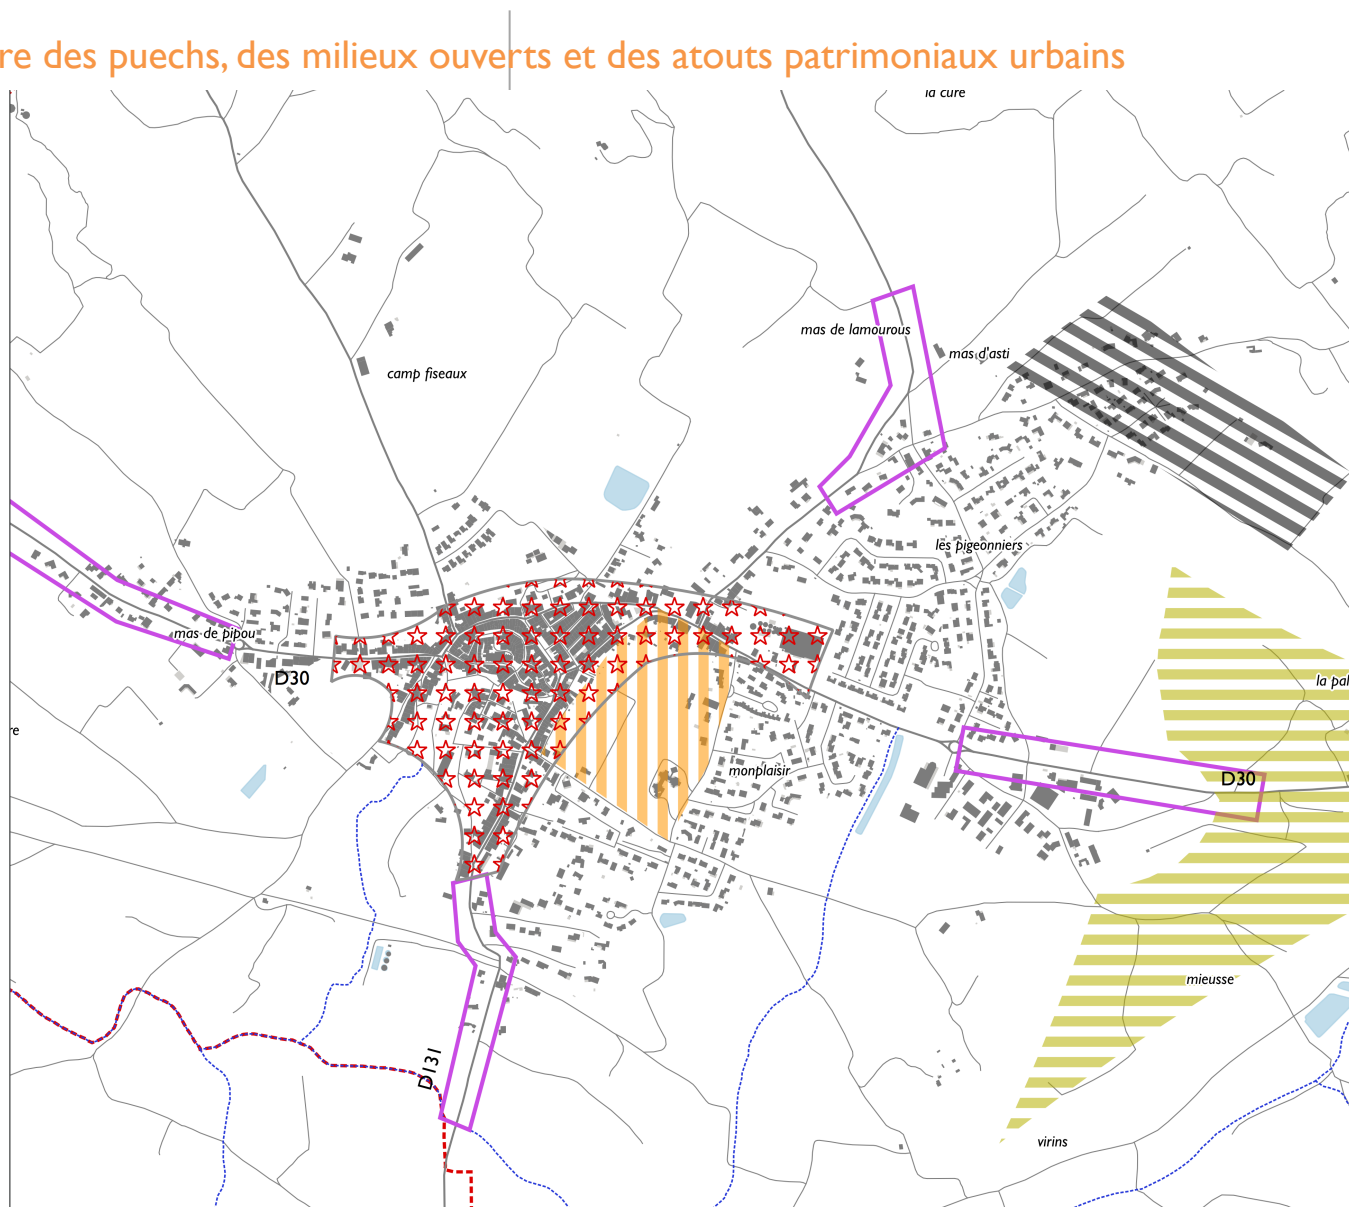 re des puechs, des milieux ouverts et des atouts patrimoniaux urbains
la cure
mas de lamourous
mas d'asti
camp fiseaux
les pigeonniers
mas de pipou
D30
la pal
re
monplaisir
D30
mieusse
D131
virins